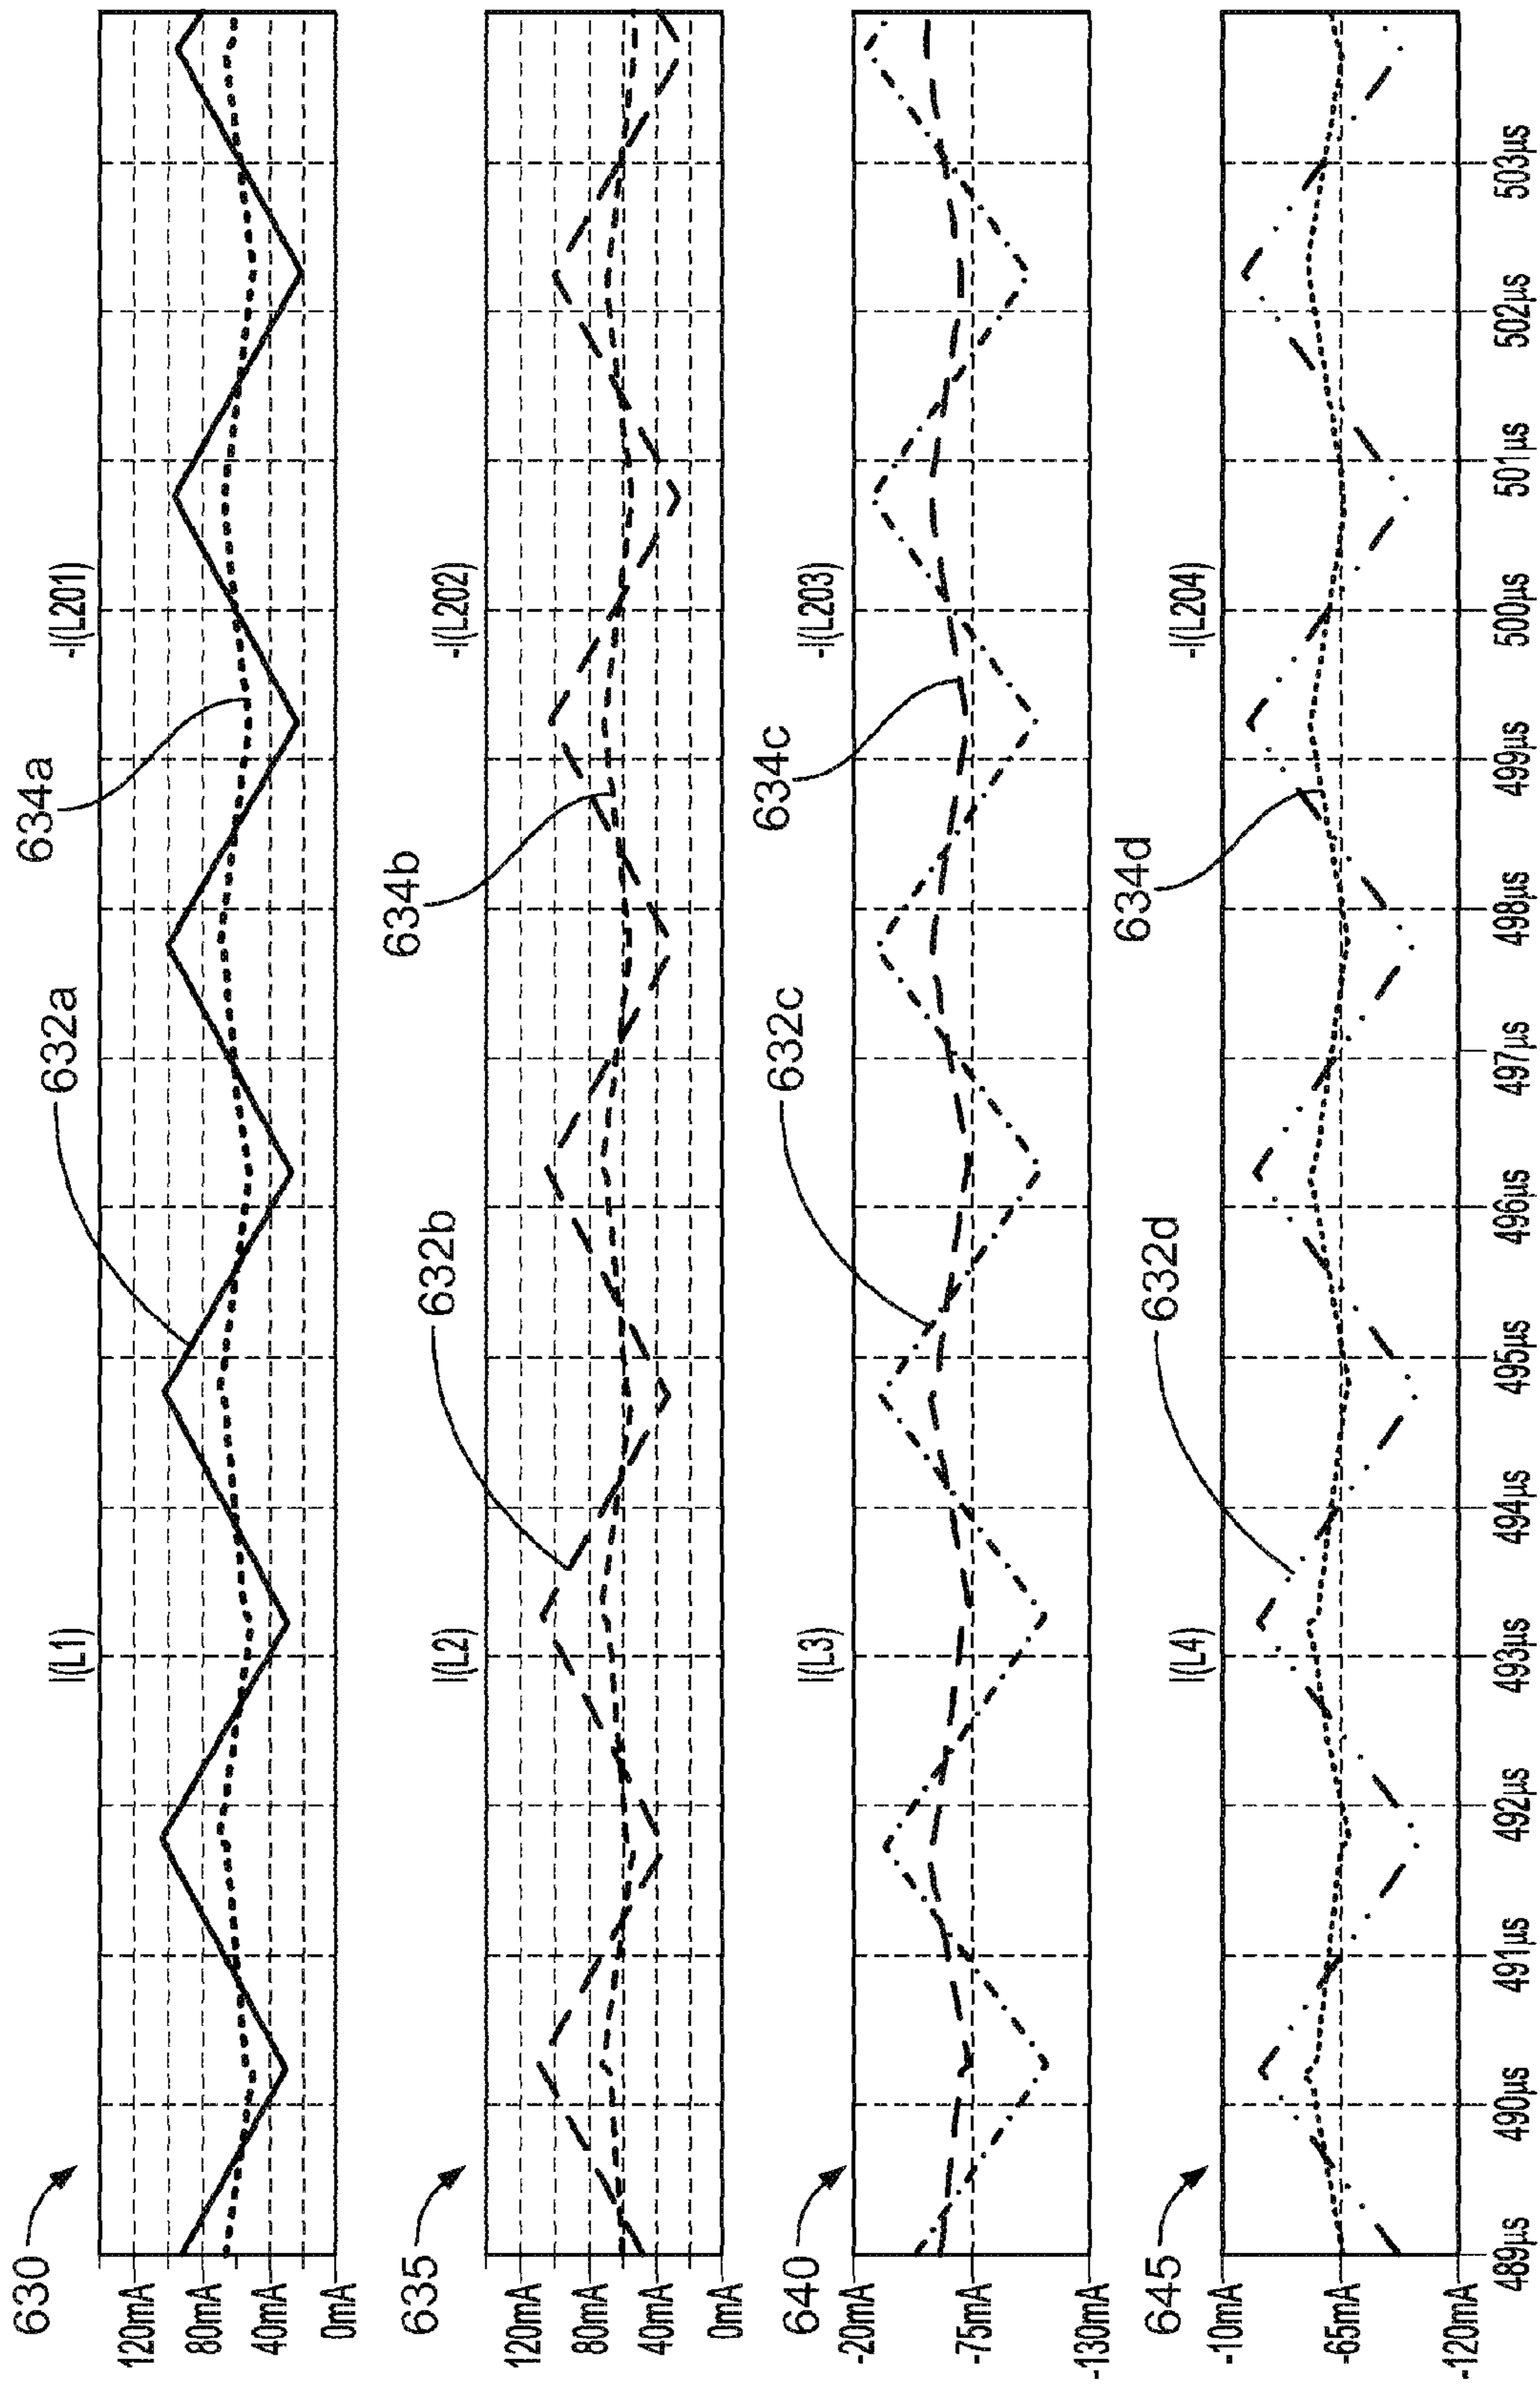 630
I(L1)
632a
634a
-I(L201)
120mA
80mA
40mA
0mA
635
I(L2)
632b
634b
-I(L202)
120mA
80mA
40mA
0mA
640
I(L3)
632c
634c
-I(L203)
-20mA
-75mA
-130mA
645
I(L4)
632d
634d
-I(L204)
-10mA
-65mA
-120mA
489µs 490µs 491µs 492µs 493µs 494µs 495µs 496µs 497µs 498µs 499µs 500µs 501µs 502µs 503µs